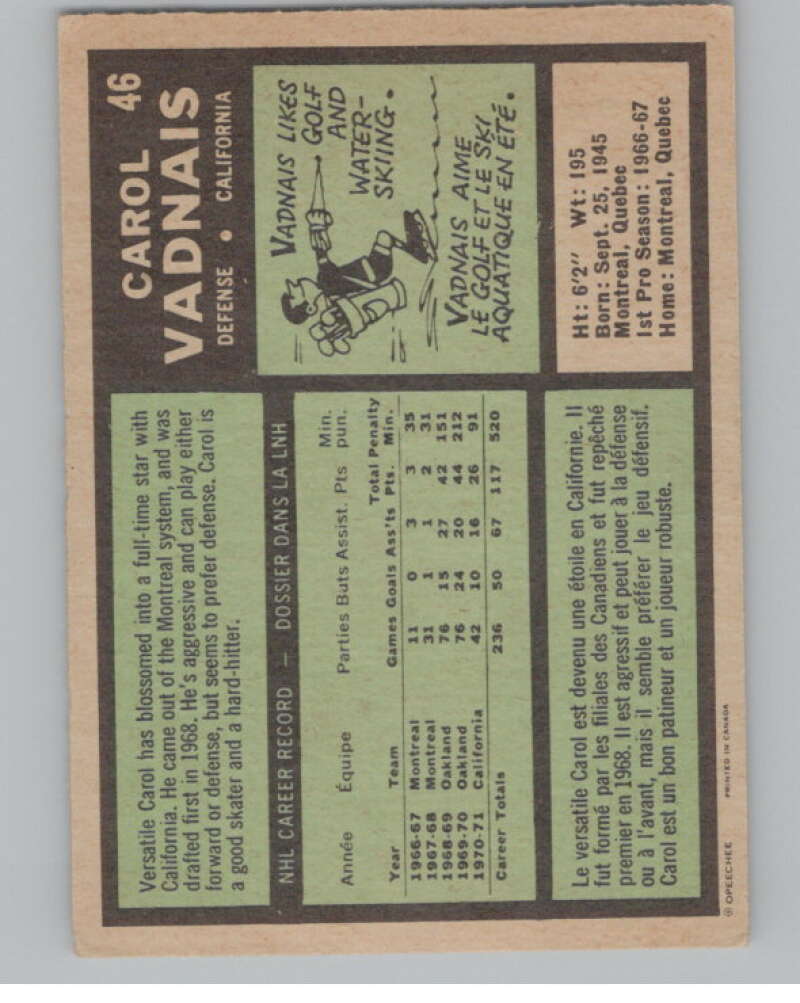 CAROL 46
VADNAIS
DEFENSE • CALIFORNIA
Versatile Carol has blossomed into a full-time star with
California. He came out of the Montreal system, and was
drafted first in 1968. He's aggressive and can play either
forward or defense, but seems to prefer defense. Carol is
a good skater and a hard-hitter.
VADNAIS LIKES
GOLF
AND
WATER-
SKIING.
VADNAIS AIME
LE GOLF ET LE SKI
AQUATIQUE EN ÉTÉ.
NHL CAREER RECORD — DOSSIER DANS LA LNH
Année Équipe Parties Buts Assist. Pts Min. pun.
Total Penalty
Year Team Games Goals Ass'ts Pts. Min.
1966-67 Montreal 11 0 3 3 35
1967-68 Montreal 31 1 1 2 31
1968-69 Oakland 76 15 27 42 151
1969-70 Oakland 76 24 20 44 212
1970-71 California 42 10 16 26 91
Career Totals 236 50 67 117 520
Ht: 6'2" Wt: 195
Born: Sept. 25, 1945
Montreal, Quebec
1st Pro Season: 1966-67
Home: Montreal, Quebec
Le versatile Carol est devenu une étoile en Californie. Il
fut formé par les filiales des Canadiens et fut repêché
premier en 1968. Il est agressif et peut jouer à la défense
ou à l'avant, mais il semble préférer le jeu défensif.
Carol est un bon patineur et un joueur robuste.
© OPEECHEE PRINTED IN CANADA